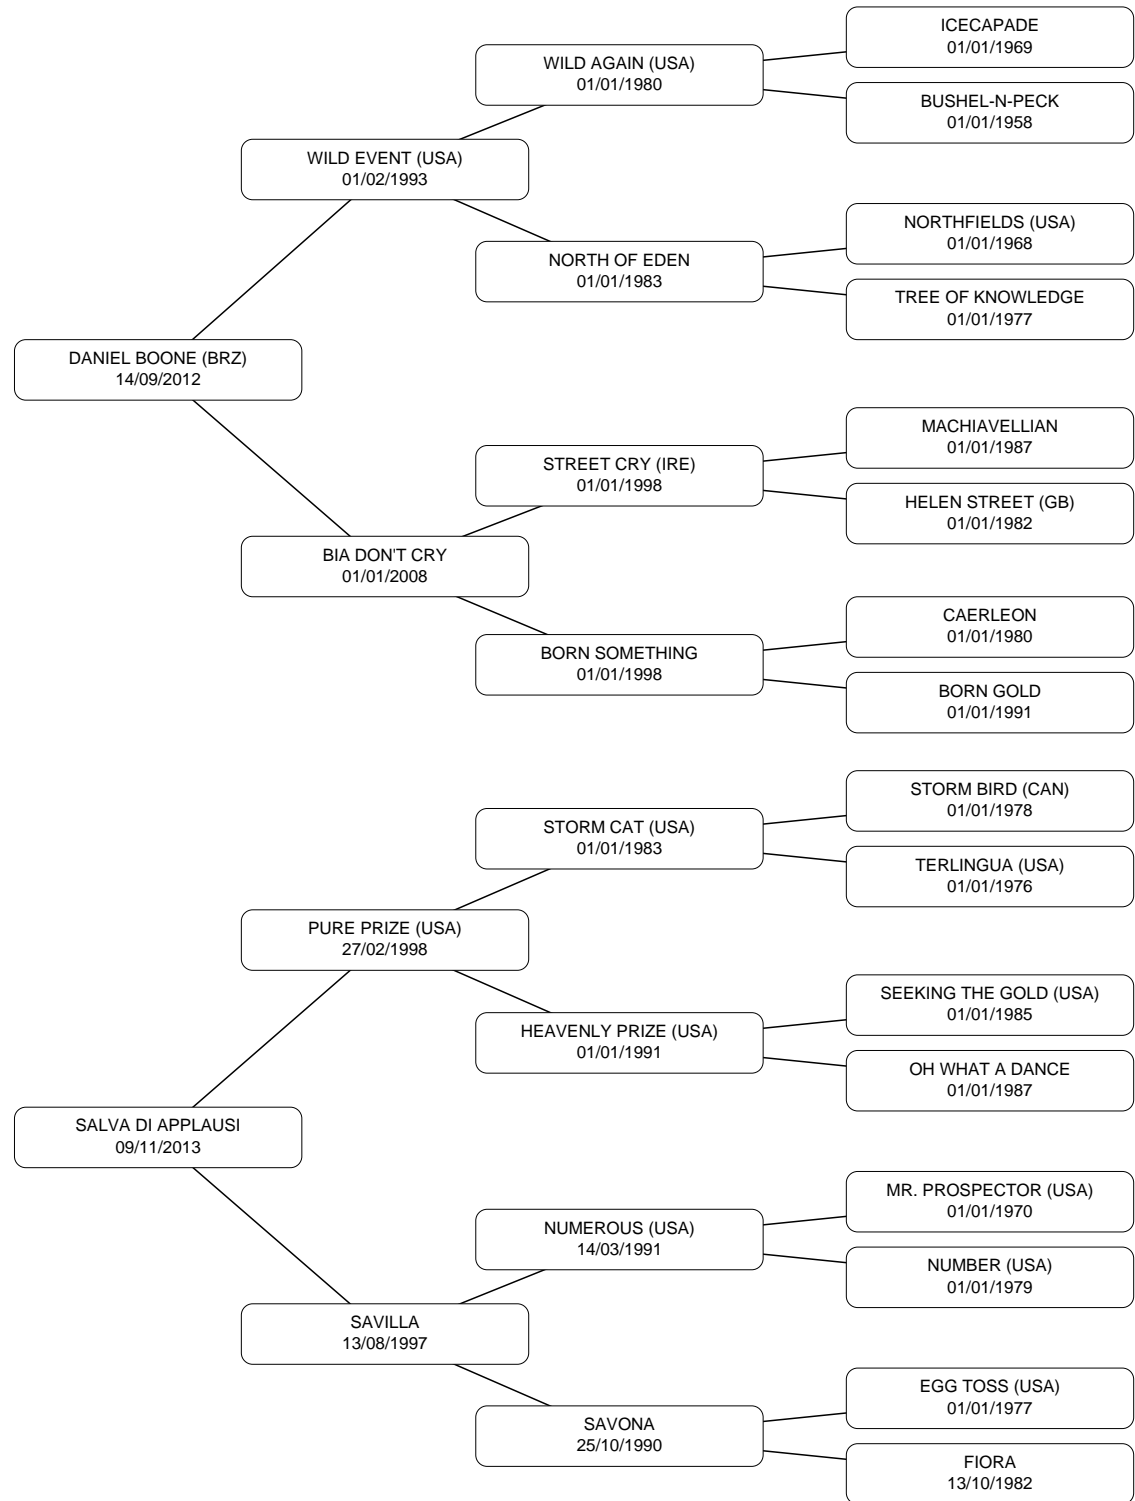 ICECAPADE
01/01/1969
WILD AGAIN (USA)
01/01/1980
BUSHEL-N-PECK
01/01/1958
WILD EVENT (USA)
01/02/1993
NORTHFIELDS (USA)
01/01/1968
NORTH OF EDEN
01/01/1983
TREE OF KNOWLEDGE
01/01/1977
DANIEL BOONE (BRZ)
14/09/2012
MACHIAVELLIAN
01/01/1987
STREET CRY (IRE)
01/01/1998
HELEN STREET (GB)
01/01/1982
BIA DON'T CRY
01/01/2008
CAERLEON
01/01/1980
BORN SOMETHING
01/01/1998
BORN GOLD
01/01/1991
STORM BIRD (CAN)
01/01/1978
STORM CAT (USA)
01/01/1983
TERLINGUA (USA)
01/01/1976
PURE PRIZE (USA)
27/02/1998
SEEKING THE GOLD (USA)
01/01/1985
HEAVENLY PRIZE (USA)
01/01/1991
OH WHAT A DANCE
01/01/1987
SALVA DI APPLAUSI
09/11/2013
MR. PROSPECTOR (USA)
01/01/1970
NUMEROUS (USA)
14/03/1991
NUMBER (USA)
01/01/1979
SAVILLA
13/08/1997
EGG TOSS (USA)
01/01/1977
SAVONA
25/10/1990
FIORA
13/10/1982